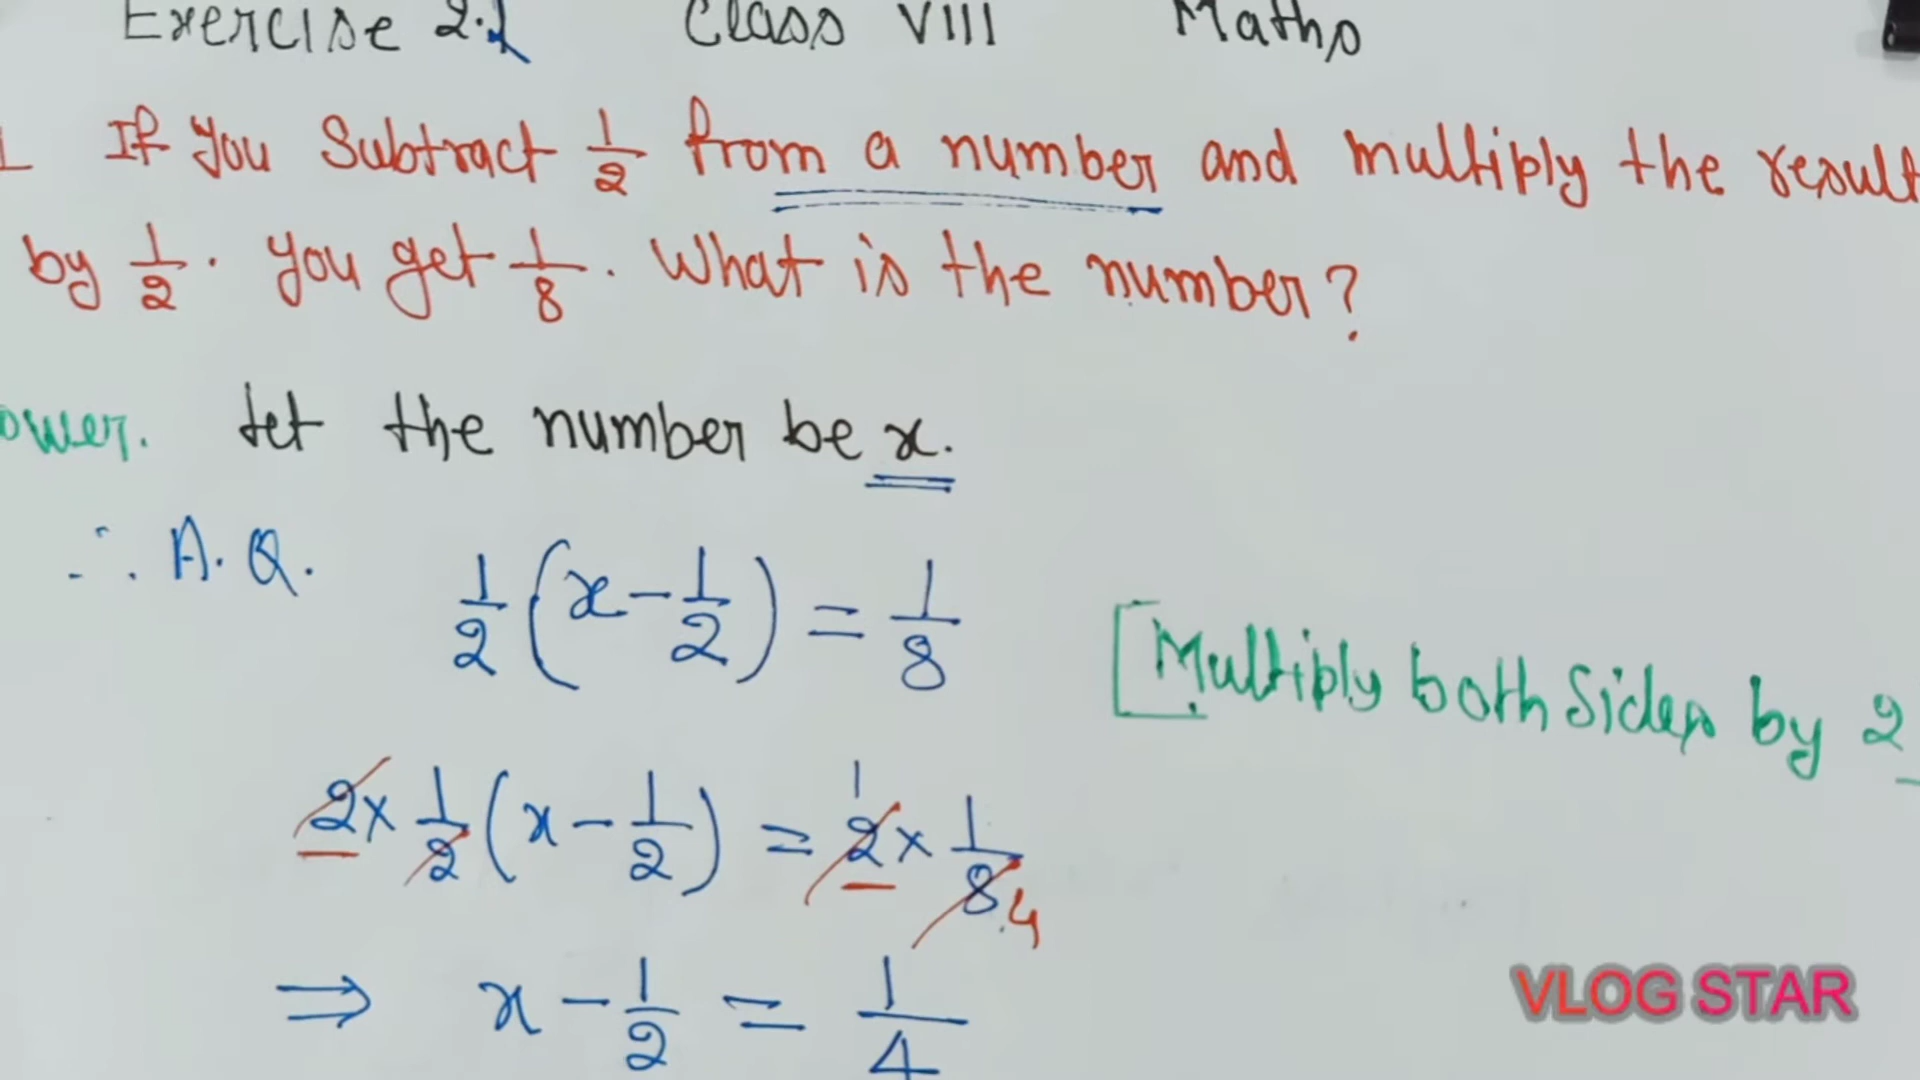 Exercise 2.2 Class VIII Maths
1 If you Subtract 1/2 from a number and multiply the result
by 1/2. You get 1/8. What is the number?
Let the number be x.
∴ A.Q. 1/2 (x - 1/2) = 1/8
[Multiply both sides by 2
2 × 1/2 (x - 1/2) = 2 × 1/8 1 4
⇒ x - 1/2 = 1/4
VLOG STAR